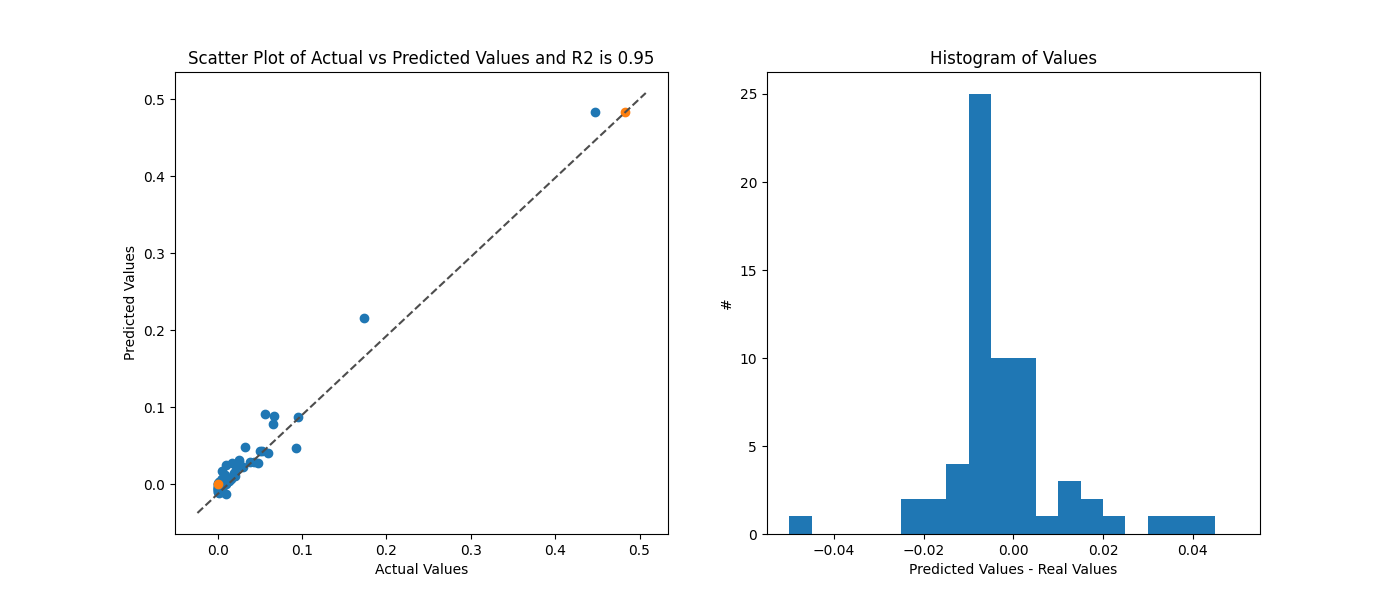 Scatter Plot of Actual vs Predicted Values and R2 is 0.95
0.5
0.4
0.3
0.2
0.1
0.0
Predicted Values
0.0 0.1 0.2 0.3 0.4 0.5
Actual Values
Histogram of Values
25
20
15
10
5
0
#
−0.04 −0.02 0.00 0.02 0.04
Predicted Values - Real Values